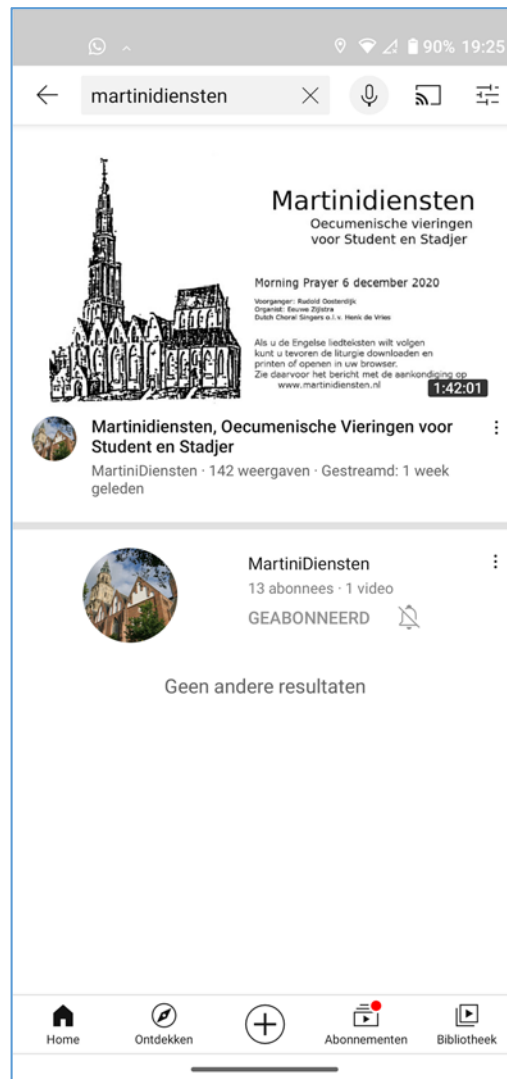 90% 19:25
martinidiensten
Martinidiensten
Oecumenische vieringen
voor Student en Stadjer
Morning Prayer 6 december 2020
Voorganger: Rudold Oosterdijk
Organist: Eeuwe Zijlstra
Dutch Choral Singers o.l.v. Henk de Vries
Als u de Engelse liedteksten wilt volgen
kunt u tevoren de liturgie downloaden en
printen of openen in uw browser.
Zie daarvoor het bericht met de aankondiging op
www.martinidiensten.nl
1:42:01
Martinidiensten, Oecumenische Vieringen voor
Student en Stadjer
MartiniDiensten · 142 weergaven · Gestreamd: 1 week
geleden
MartiniDiensten
13 abonnees · 1 video
GEABONNEERD
Geen andere resultaten
Home
Ontdekken
Abonnementen
Bibliotheek